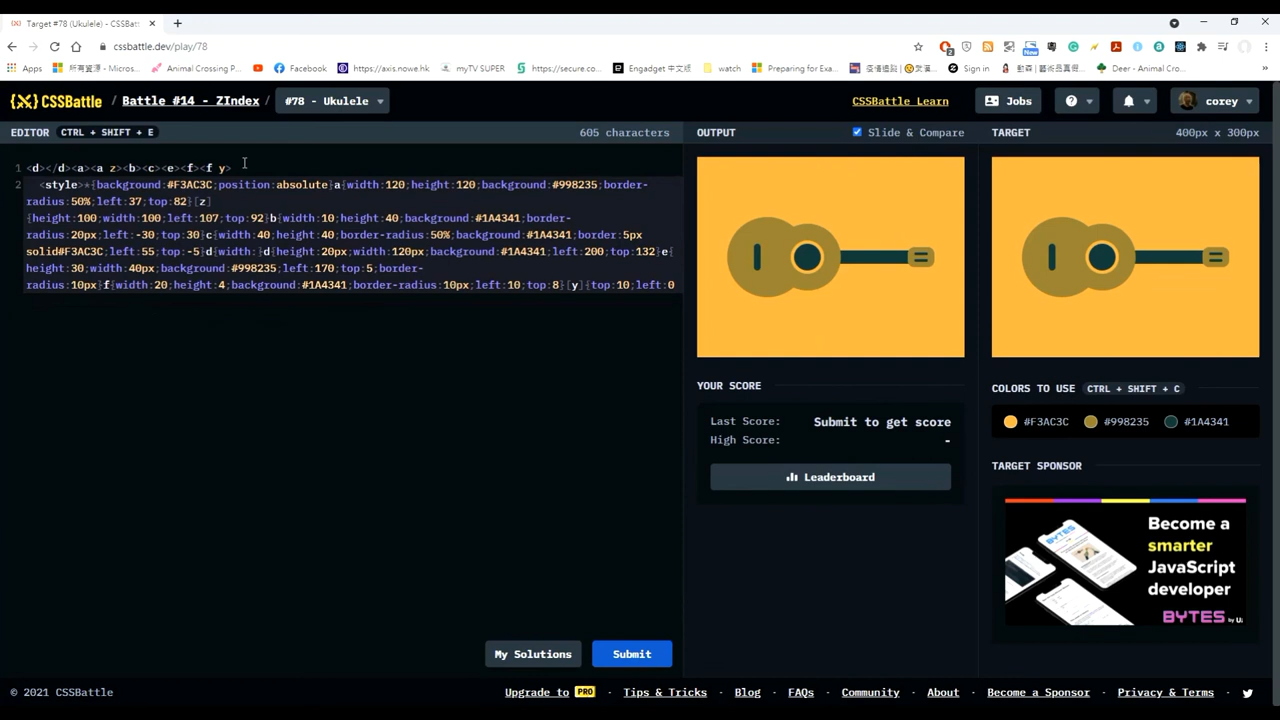 Target #78 (Ukulele) - CSSBatt
cssbattle.dev/play/78
2
New
Apps
所有資源 - Micros...
Animal Crossing P...
Facebook
https://axis.nowe.hk
myTV SUPER
https://secure.co...
Engadget 中文版
watch
Preparing for Exa...
Sign in
Deer - Animal Cro...
CSSBATTLE
/
Battle #14 - ZIndex
/
#78 - Ukulele
CSSBattle Learn
Jobs
corey
EDITOR CTRL + SHIFT + E
605 characters
OUTPUT
Slide & Compare
TARGET
400px x 300px
1 <d></d><a><a z><b><c><e><f><f y>
2 <style>*{background:#F3AC3C;position:absolute}a{width:120;height:120;background:#998235;border-
radius:50%;left:37;top:82}[z]
{height:100;width:100;left:107;top:92}b{width:10;height:40;background:#1A4341;border-
radius:20px;left:-30;top:30}c{width:40;height:40;border-radius:50%;background:#1A4341;border:5px
solid#F3AC3C;left:55;top:-5}d{width:}d{height:20px;width:120px;background:#1A4341;left:200;top:132}e{
height:30;width:40px;background:#998235;left:170;top:5;border-
radius:10px}f{width:20;height:4;background:#1A4341;border-radius:10px;left:10;top:8}[y]{top:10;left:0
YOUR SCORE
Last Score:
Submit to get score
High Score:
-
Leaderboard
COLORS TO USE CTRL + SHIFT + C
#F3AC3C
#998235
#1A4341
TARGET SPONSOR
BYTES
Become a
smarter
JavaScript
developer
BYTES by
My Solutions
Submit
© 2021 CSSBattle
Upgrade to PRO
Tips & Tricks
Blog
FAQs
Community
About
Become a Sponsor
Privacy & Terms